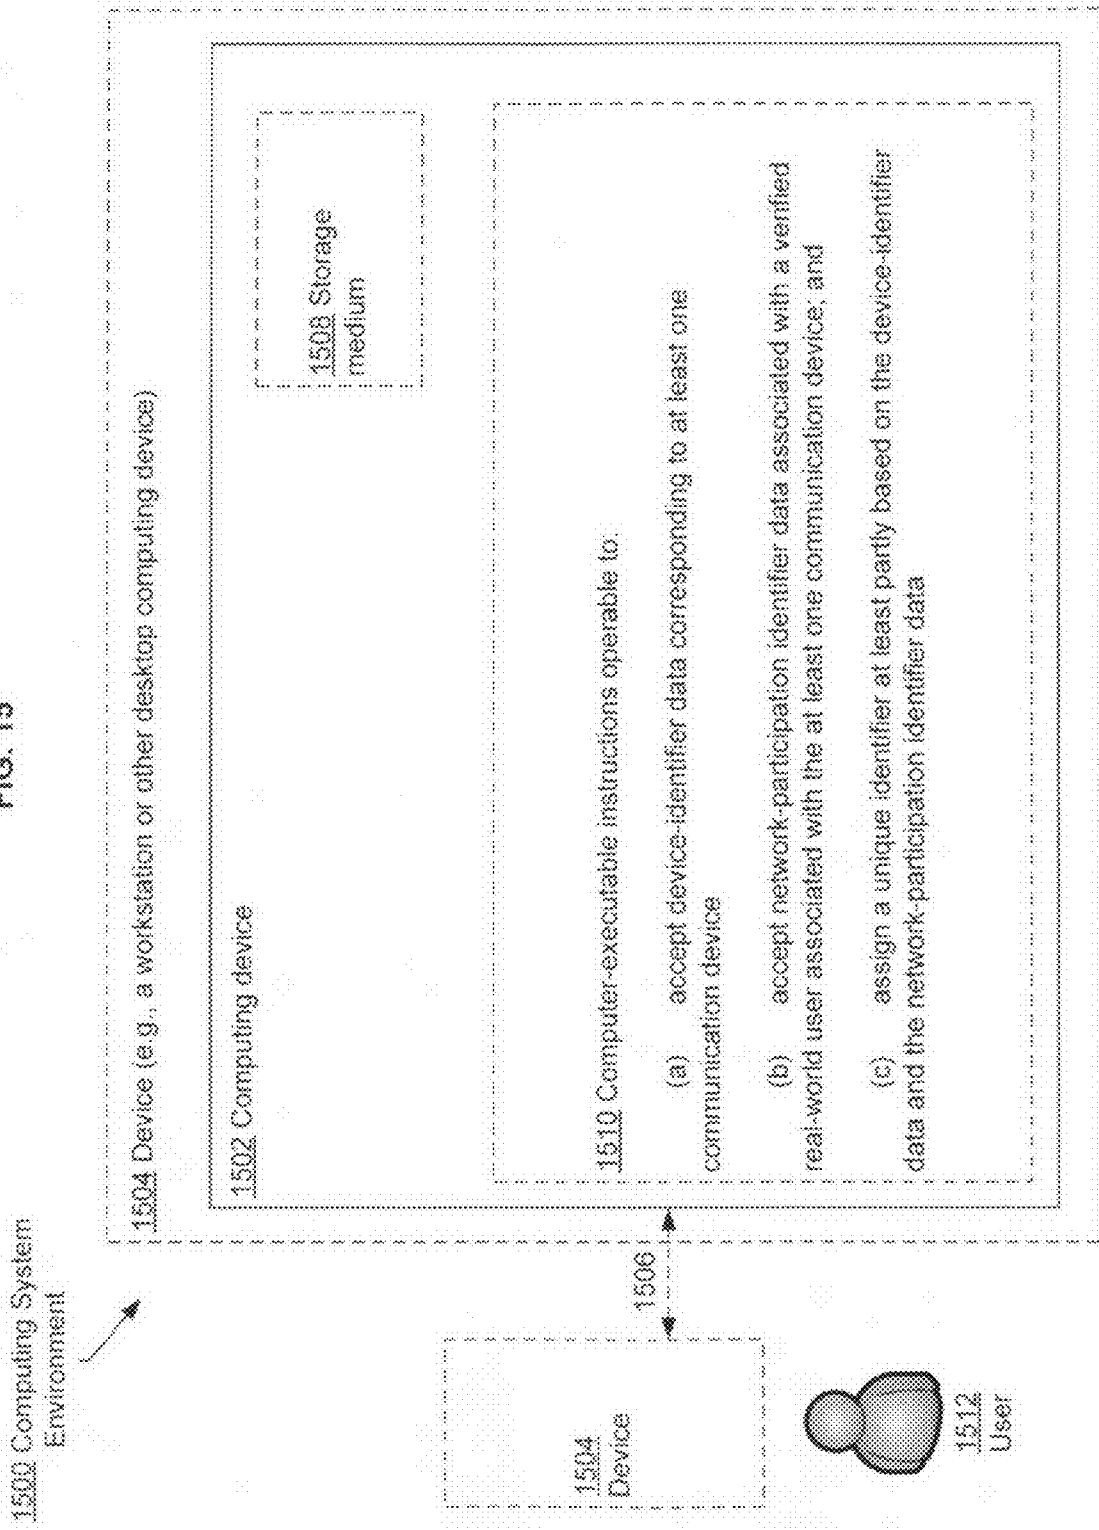 FIG. 15
1500 Computing System
Environment
1504 Device (e.g., a workstation or other desktop computing device)
1502 Computing device
1508 Storage
medium
1510 Computer-executable instructions operable to:
(a) accept device-identifier data corresponding to at least one
communication device
(b) accept network-participation identifier data associated with a verified
real-world user associated with the at least one communication device; and
(c) assign a unique identifier at least partly based on the device-identifier
data and the network-participation identifier data
1506
1504
Device
1512
User